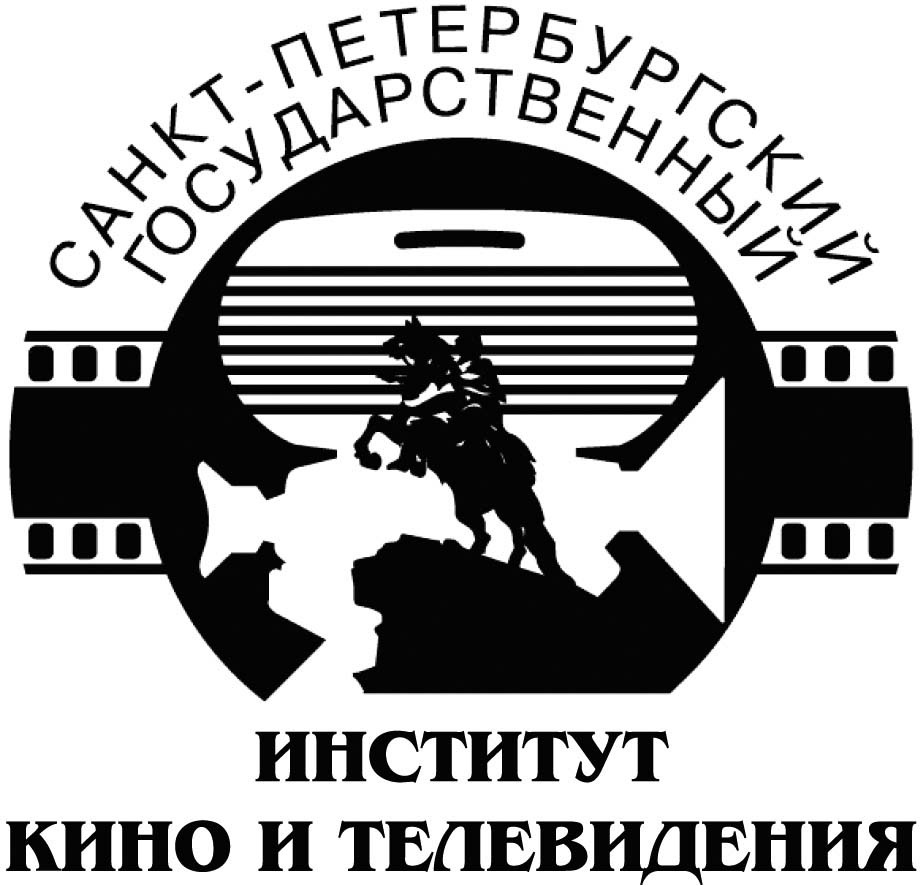 САНКТ-ПЕТЕРБУРГСКИЙ
ГОСУДАРСТВЕННЫЙ
ИНСТИТУТ
КИНО И ТЕЛЕВИДЕНИЯ